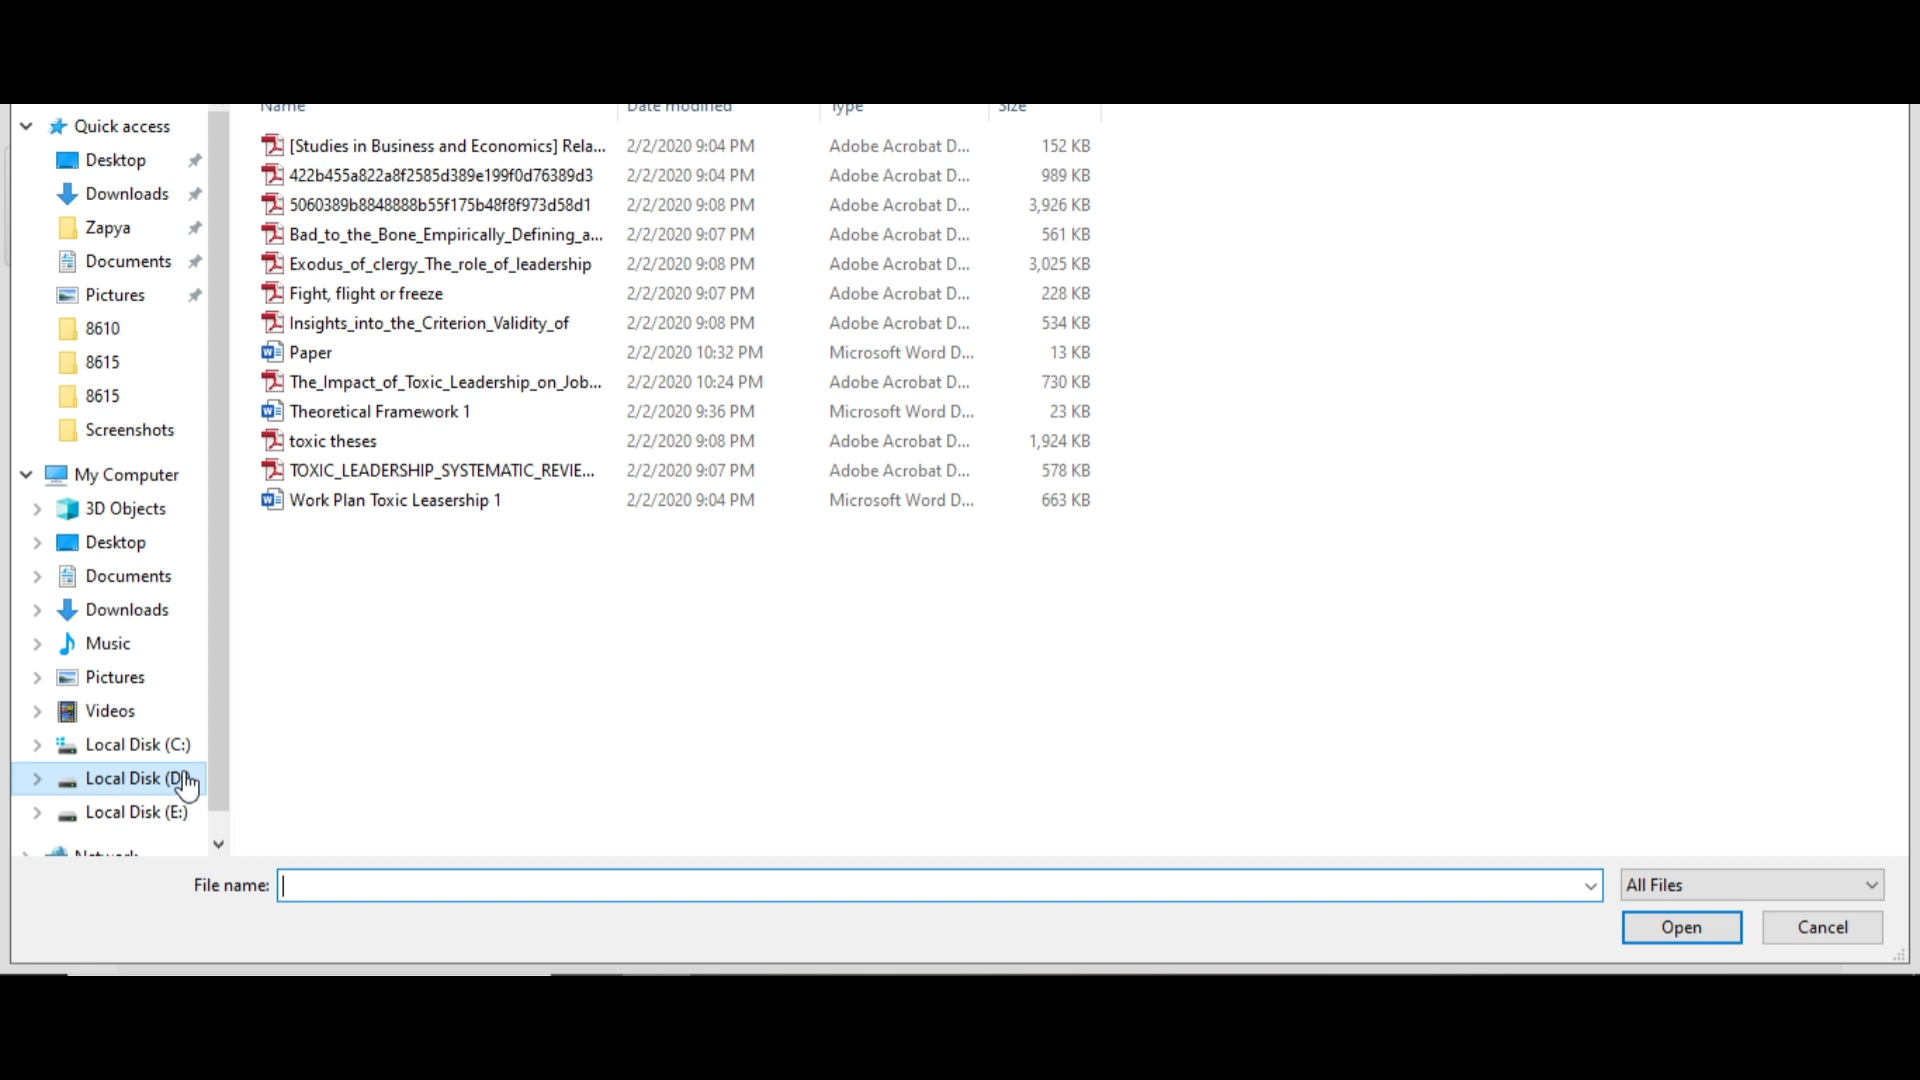 Name Date modified Type Size
Quick access
Desktop
Downloads
Zapya
Documents
Pictures
8610
8615
8615
Screenshots
My Computer
3D Objects
Desktop
Documents
Downloads
Music
Pictures
Videos
Local Disk (C:)
Local Disk (D
Local Disk (E:)
Network
[Studies in Business and Economics] Rela... 2/2/2020 9:04 PM Adobe Acrobat D... 152 KB
422b455a822a8f2585d389e199f0d76389d3 2/2/2020 9:04 PM Adobe Acrobat D... 989 KB
5060389b8848888b55f175b48f8f973d58d1 2/2/2020 9:08 PM Adobe Acrobat D... 3,926 KB
Bad_to_the_Bone_Empirically_Defining_a... 2/2/2020 9:07 PM Adobe Acrobat D... 561 KB
Exodus_of_clergy_The_role_of_leadership 2/2/2020 9:08 PM Adobe Acrobat D... 3,025 KB
Fight, flight or freeze 2/2/2020 9:07 PM Adobe Acrobat D... 228 KB
Insights_into_the_Criterion_Validity_of 2/2/2020 9:08 PM Adobe Acrobat D... 534 KB
Paper 2/2/2020 10:32 PM Microsoft Word D... 13 KB
The_Impact_of_Toxic_Leadership_on_Job... 2/2/2020 10:24 PM Adobe Acrobat D... 730 KB
Theoretical Framework 1 2/2/2020 9:36 PM Microsoft Word D... 23 KB
toxic theses 2/2/2020 9:08 PM Adobe Acrobat D... 1,924 KB
TOXIC_LEADERSHIP_SYSTEMATIC_REVIE... 2/2/2020 9:07 PM Adobe Acrobat D... 578 KB
Work Plan Toxic Leasership 1 2/2/2020 9:04 PM Microsoft Word D... 663 KB
File name: All Files
Open Cancel